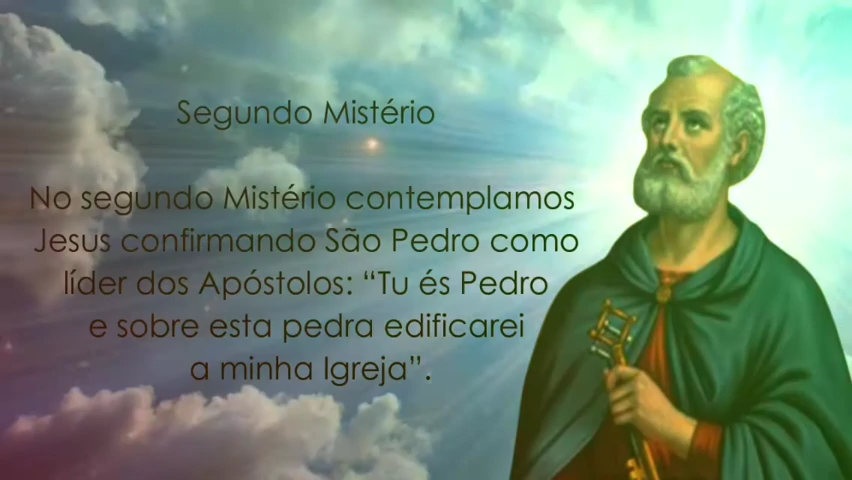 Segundo Mistério
No segundo Mistério contemplamos
Jesus confirmando São Pedro como
líder dos Apóstolos: “Tu és Pedro
e sobre esta pedra edificarei
a minha Igreja”.